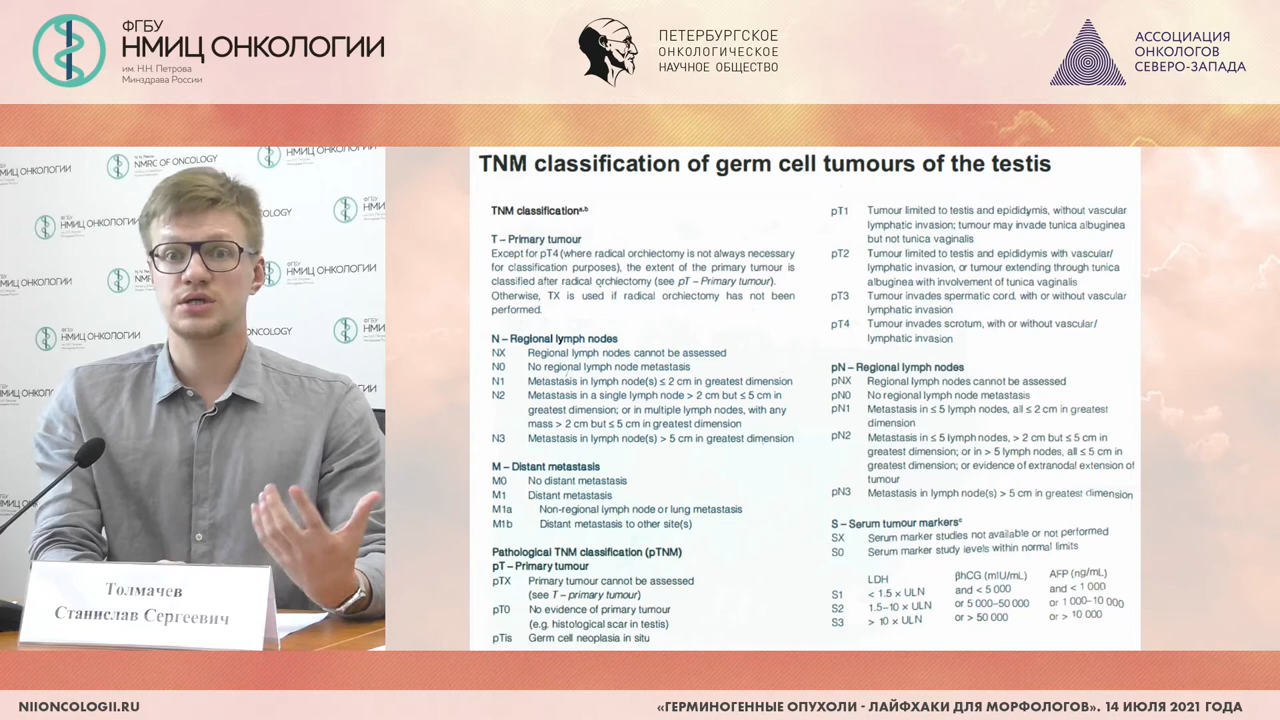 ФГБУ
НМИЦ ОНКОЛОГИИ
им. Н.Н. Петрова
Минздрава России
ПЕТЕРБУРГСКОЕ
ОНКОЛОГИЧЕСКОЕ
НАУЧНОЕ ОБЩЕСТВО
АССОЦИАЦИЯ
ОНКОЛОГОВ
СЕВЕРО-ЗАПАДА
NMRC OF ONCOLOGY
НМИЦ ОНКОЛОГИИ
ФГБУ
НМИЦ ОНКОЛОГИИ
Толмачев
Станислав Сергеевич
TNM classification of germ cell tumours of the testis
TNM classificationa,b
T – Primary tumour
Except for pT4 (where radical orchiectomy is not always necessary
for classification purposes), the extent of the primary tumour is
classified after radical orchiectomy (see pT – Primary tumour).
Otherwise, TX is used if radical orchiectomy has not been
performed.
N – Regional lymph nodes
NX Regional lymph nodes cannot be assessed
N0 No regional lymph node metastasis
N1 Metastasis in lymph node(s) ≤ 2 cm in greatest dimension
N2 Metastasis in a single lymph node > 2 cm but ≤ 5 cm in
greatest dimension; or in multiple lymph nodes, with any
mass > 2 cm but ≤ 5 cm in greatest dimension
N3 Metastasis in lymph node(s) > 5 cm in greatest dimension
M – Distant metastasis
M0 No distant metastasis
M1 Distant metastasis
M1a Non-regional lymph node or lung metastasis
M1b Distant metastasis to other site(s)
Pathological TNM classification (pTNM)
pT – Primary tumour
pTX Primary tumour cannot be assessed
(see T – primary tumour)
pT0 No evidence of primary tumour
(e.g. histological scar in testis)
pTis Germ cell neoplasia in situ
pT1 Tumour limited to testis and epididymis, without vascular
lymphatic invasion; tumour may invade tunica albuginea
but not tunica vaginalis
pT2 Tumour limited to testis and epididymis with vascular/
lymphatic invasion, or tumour extending through tunica
albuginea with involvement of tunica vaginalis
pT3 Tumour invades spermatic cord, with or without vascular
lymphatic invasion
pT4 Tumour invades scrotum, with or without vascular/
lymphatic invasion
pN – Regional lymph nodes
pNX Regional lymph nodes cannot be assessed
pN0 No regional lymph node metastasis
pN1 Metastasis in ≤ 5 lymph nodes, all ≤ 2 cm in greatest
dimension
pN2 Metastasis in ≤ 5 lymph nodes, > 2 cm but ≤ 5 cm in
greatest dimension; or in > 5 lymph nodes, all ≤ 5 cm in
greatest dimension; or evidence of extranodal extension of
tumour
pN3 Metastasis in lymph node(s) > 5 cm in greatest dimension
S – Serum tumour markersc
SX Serum marker studies not available or not performed
S0 Serum marker study levels within normal limits
LDH βhCG (mIU/mL) AFP (ng/mL)
S1 < 1.5 × ULN and < 5 000 and < 1 000
S2 1.5–10 × ULN or 5 000–50 000 or 1 000–10 000
S3 > 10 × ULN or > 50 000 or > 10 000
NIIONCOLOGII.RU
«ГЕРМИНОГЕННЫЕ ОПУХОЛИ - ЛАЙФХАКИ ДЛЯ МОРФОЛОГОВ». 14 ИЮЛЯ 2021 ГОДА